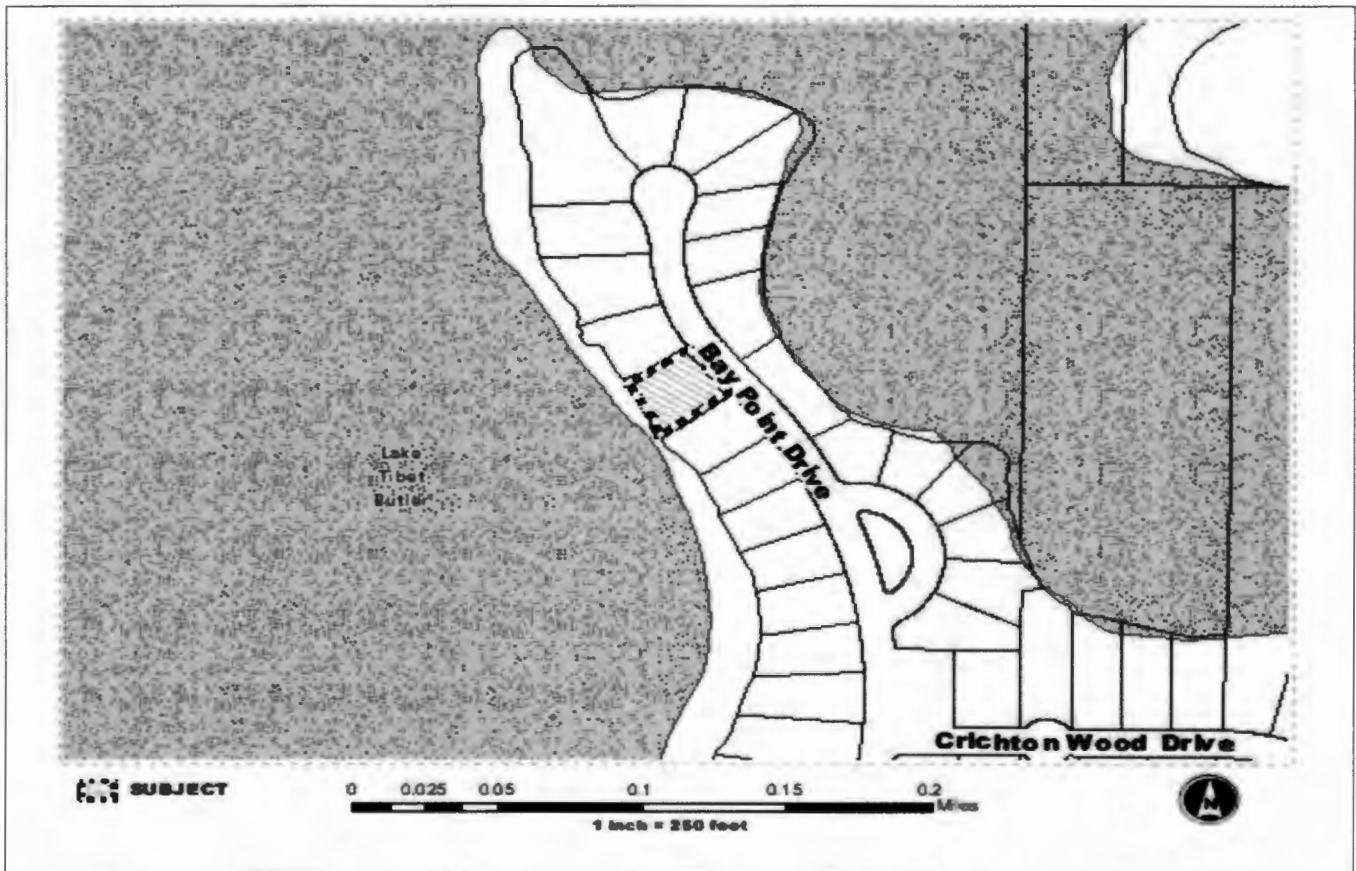 Bay Point Drive
Lake
Tibet
Butler
Crichton Wood Drive
SUBJECT
0 0.025 0.05 0.1 0.15 0.2
Miles
1 inch = 250 feet
N